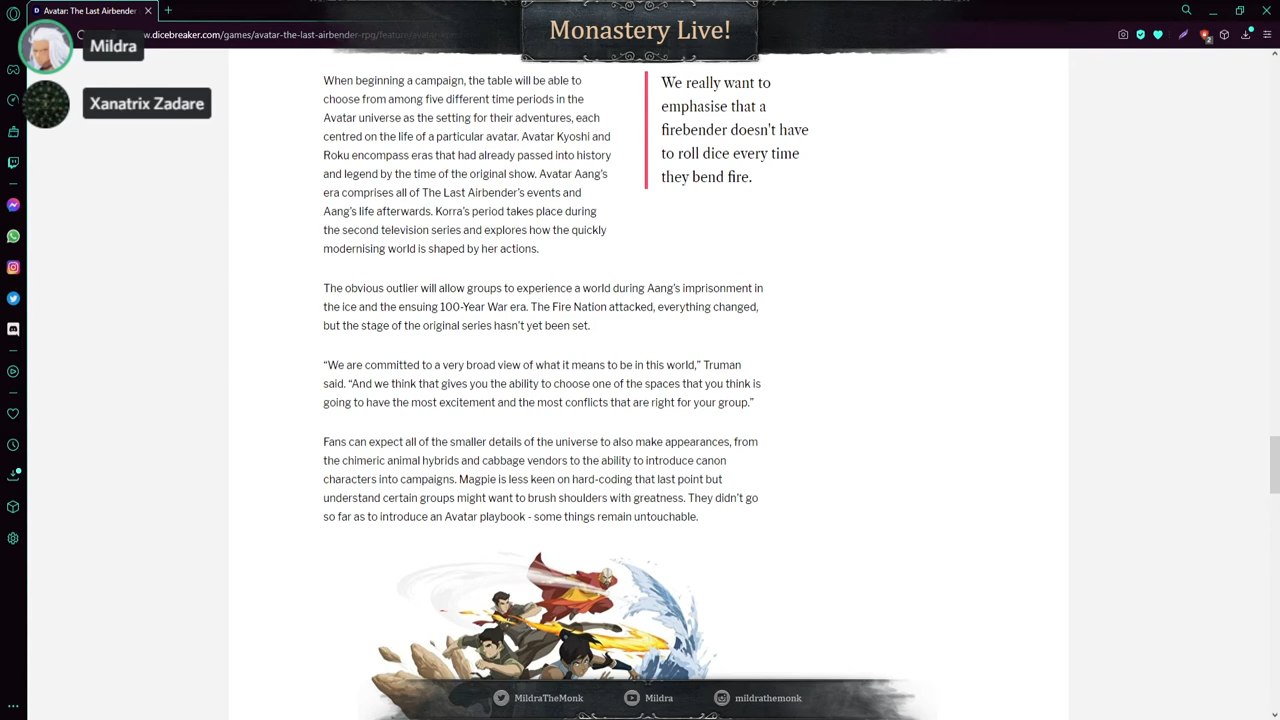 Avatar: The Last Airbender
Monastery Live!
w.dicebreaker.com/games/avatar-the-last-airbender-rpg/feature/
Mildra
Xanatrix Zadare
When beginning a campaign, the table will be able to
choose from among five different time periods in the
Avatar universe as the setting for their adventures, each
centred on the life of a particular avatar. Avatar Kyoshi and
Roku encompass eras that had already passed into history
and legend by the time of the original show. Avatar Aang's
era comprises all of The Last Airbender's events and
Aang's life afterwards. Korra's period takes place during
the second television series and explores how the quickly
modernising world is shaped by her actions.
We really want to
emphasise that a
firebender doesn't have
to roll dice every time
they bend fire.
The obvious outlier will allow groups to experience a world during Aang's imprisonment in
the ice and the ensuing 100-Year War era. The Fire Nation attacked, everything changed,
but the stage of the original series hasn't yet been set.
“We are committed to a very broad view of what it means to be in this world,” Truman
said. “And we think that gives you the ability to choose one of the spaces that you think is
going to have the most excitement and the most conflicts that are right for your group.”
Fans can expect all of the smaller details of the universe to also make appearances, from
the chimeric animal hybrids and cabbage vendors to the ability to introduce canon
characters into campaigns. Magpie is less keen on hard-coding that last point but
understand certain groups might want to brush shoulders with greatness. They didn't go
so far as to introduce an Avatar playbook - some things remain untouchable.
MildraTheMonk
Mildra
mildrathemonk